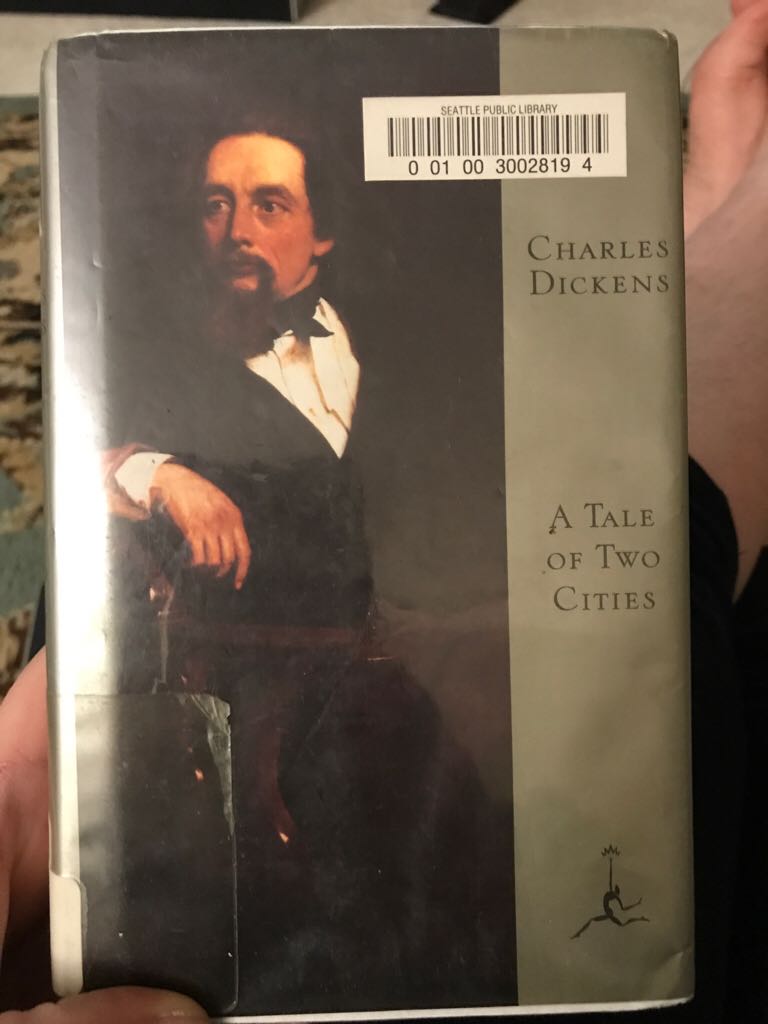 SEATTLE PUBLIC LIBRARY
0 01 00 3002819 4
CHARLES
DICKENS
A TALE
OF TWO
CITIES